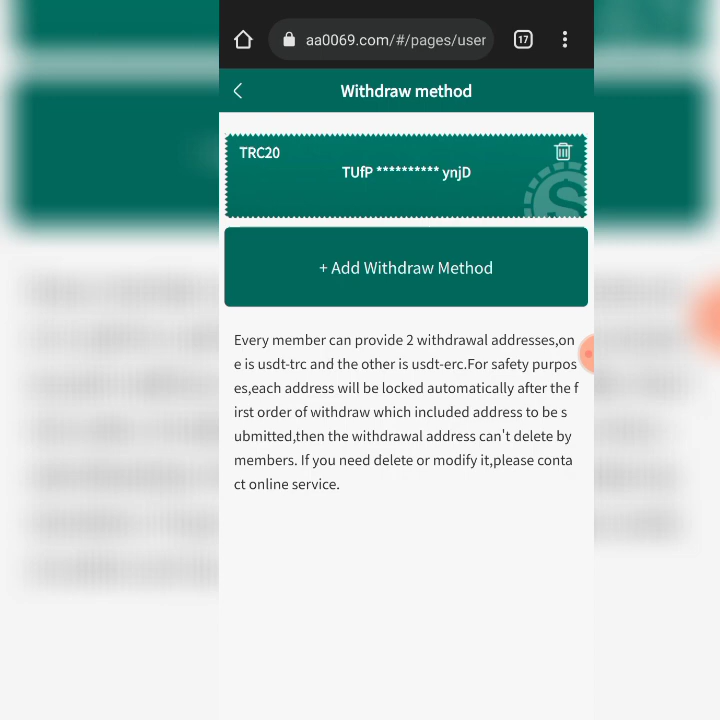 aa0069.com/#/pages/user
17
Withdraw method
TRC20
TUfP ********** ynjD
+ Add Withdraw Method
Every member can provide 2 withdrawal addresses,on
e is usdt-trc and the other is usdt-erc.For safety purpos
es,each address will be locked automatically after the f
irst order of withdraw which included address to be s
ubmitted,then the withdrawal address can't delete by
members. If you need delete or modify it,please conta
ct online service.